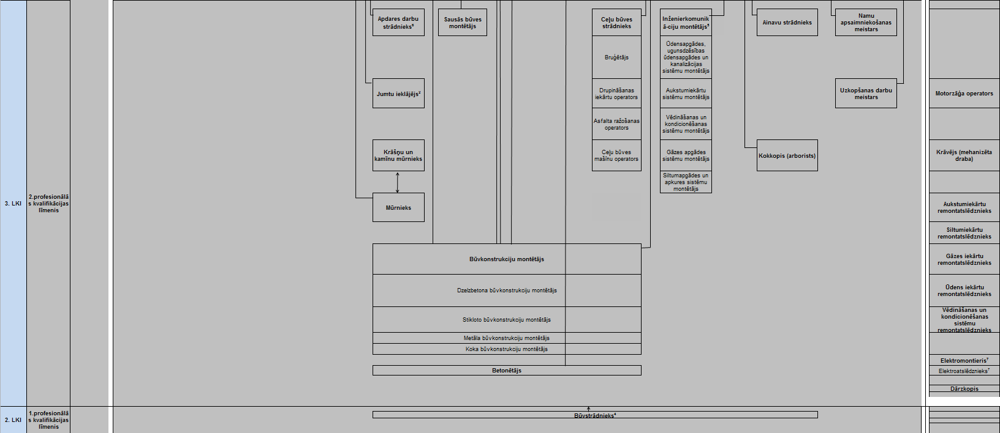 Apdares darbu
strādnieks⁶
Sausās būves
montētājs
Ceļu būves
strādnieks
Inženierkomunik
ā-ciju montētājs⁵
Ainavu strādnieks
Namu
apsaimniekošanas
meistars
Bruģētājs
Ūdensapgādes,
ugunsdzēsības
ūdensapgādes un
kanalizācijas
sistēmu montētājs
Jumtu ieklājējs²
Drupināšanas
iekārtu operators
Aukstumiekārtu
sistēmu montētājs
Uzkopšanas darbu
meistars
Motorzāģa operators
Asfalta ražošanas
operators
Vēdināšanas un
kondicionēšanas
sistēmu montētājs
Krāšņu un
kamīnu mūrnieks
Ceļu būves
mašīnu operators
Gāzes apgādes
sistēmu montētājs
Kokkopis (arborists)
Krāvējs (mehanizēta
draba)
Siltumapgādes un
apkures sistēmu
montētājs
3. LKI
2.profesionālā
s kvalifikācijas
līmenis
Mūrnieks
Aukstumiekārtu
remontatslēdznieks
Siltumiekārtu
remontatslēdznieks
Būvkonstrukciju montētājs
Gāzes iekārtu
remontatslēdznieks
Dzelzbetona būvkonstrukciju montētājs
Ūdens iekārtu
remontatslēdznieks
Stikloto būvkonstrukciju montētājs
Vēdināšanas un
kondicionēšanas
sistēmu
remontatslēdznieks
Metāla būvkonstrukciju montētājs
Koka būvkonstrukciju montētājs
Elektromontieris⁷
Betonētājs
Elektroatslēdznieks⁷
Dārzkopis
2. LKI
1.profesionālā
s kvalifikācijas
līmenis
Būvstrādnieks⁴